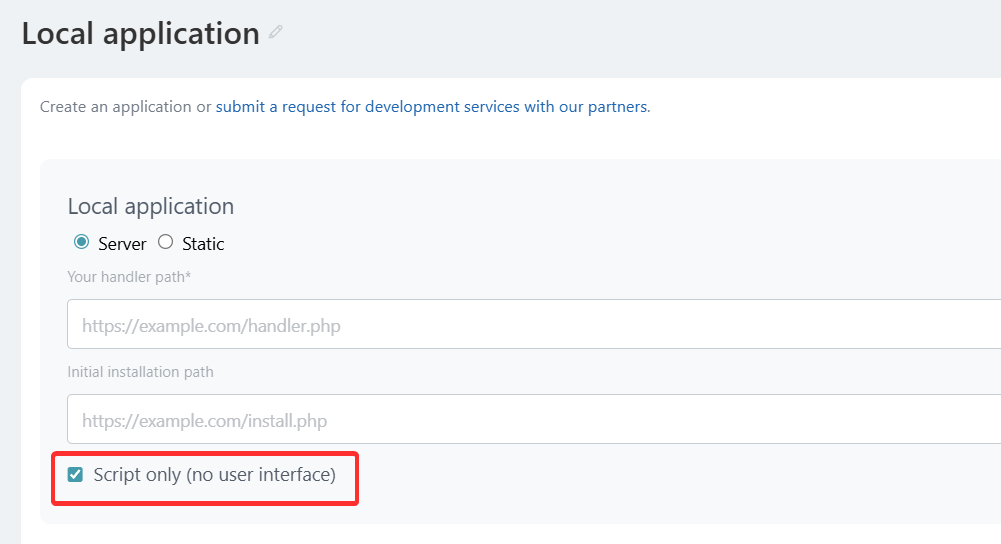 Local application
Create an application or submit a request for development services with our partners.
Local application
Server Static
Your handler path*
https://example.com/handler.php
Initial installation path
https://example.com/install.php
Script only (no user interface)